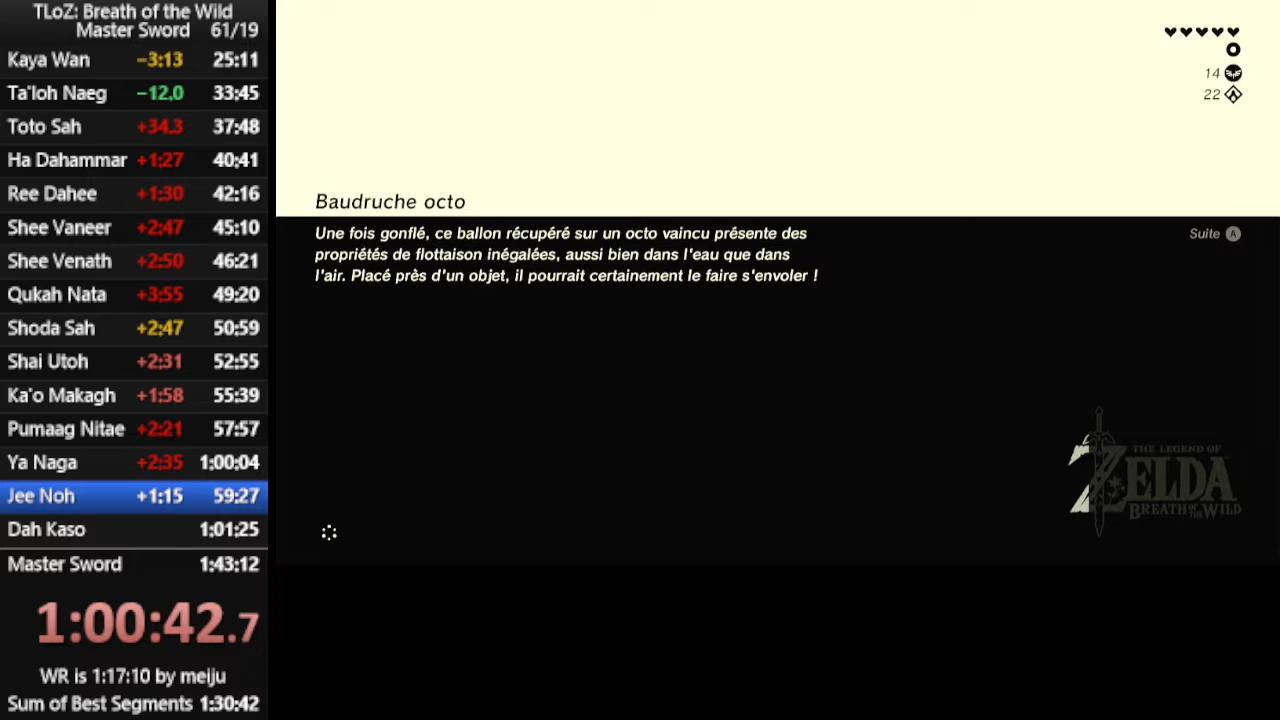 TLoZ: Breath of the Wild
Master Sword 61/19
Kaya Wan -3:13 25:11
Ta'loh Naeg -12.0 33:45
Toto Sah +34.3 37:48
Ha Dahammar +1:27 40:41
Ree Dahee +1:30 42:16
Shee Vaneer +2:47 45:10
Shee Venath +2:50 46:21
Qukah Nata +3:55 49:20
Shoda Sah +2:47 50:59
Shai Utoh +2:31 52:55
Ka'o Makagh +1:58 55:39
Pumaag Nitae +2:21 57:57
Ya Naga +2:35 1:00:04
Jee Noh +1:15 59:27
Dah Kaso 1:01:25
Master Sword 1:43:12
1:00:42.7
WR is 1:17:10 by meiju
Sum of Best Segments 1:30:42
14
22
Baudruche octo
Une fois gonflé, ce ballon récupéré sur un octo vaincu présente des
propriétés de flottaison inégalées, aussi bien dans l'eau que dans
l'air. Placé près d'un objet, il pourrait certainement le faire s'envoler !
Suite A
THE LEGEND OF
ZELDA
BREATH OF THE WILD